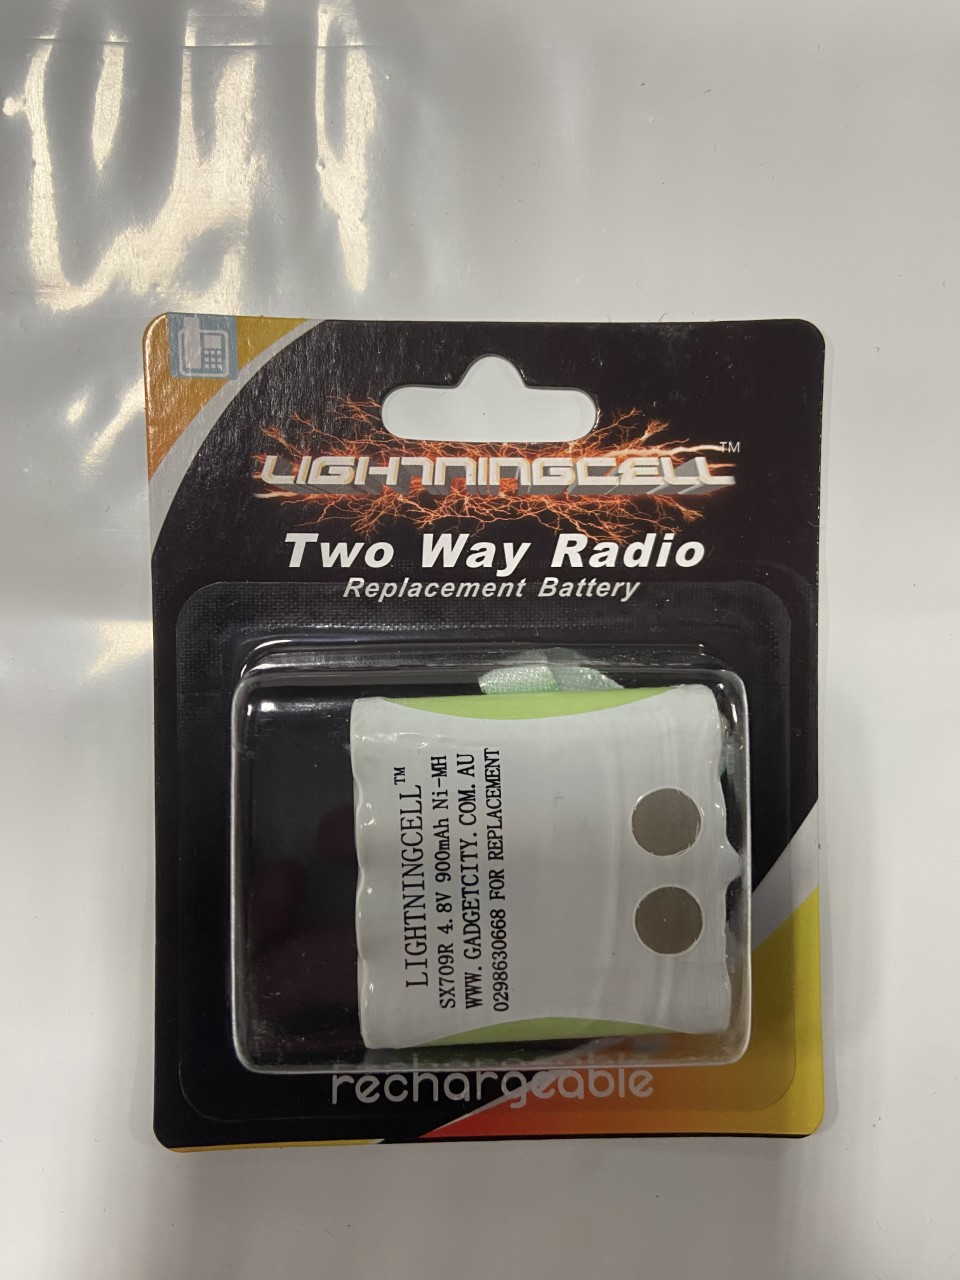 LIGHTNINGCELL™
Two Way Radio
Replacement Battery
LIGHTNINGCELL™
SX709R 4.8V 900mAh Ni-MH
WWW.GADGETCITY.COM.AU
0298630668 FOR REPLACEMENT
rechargeable